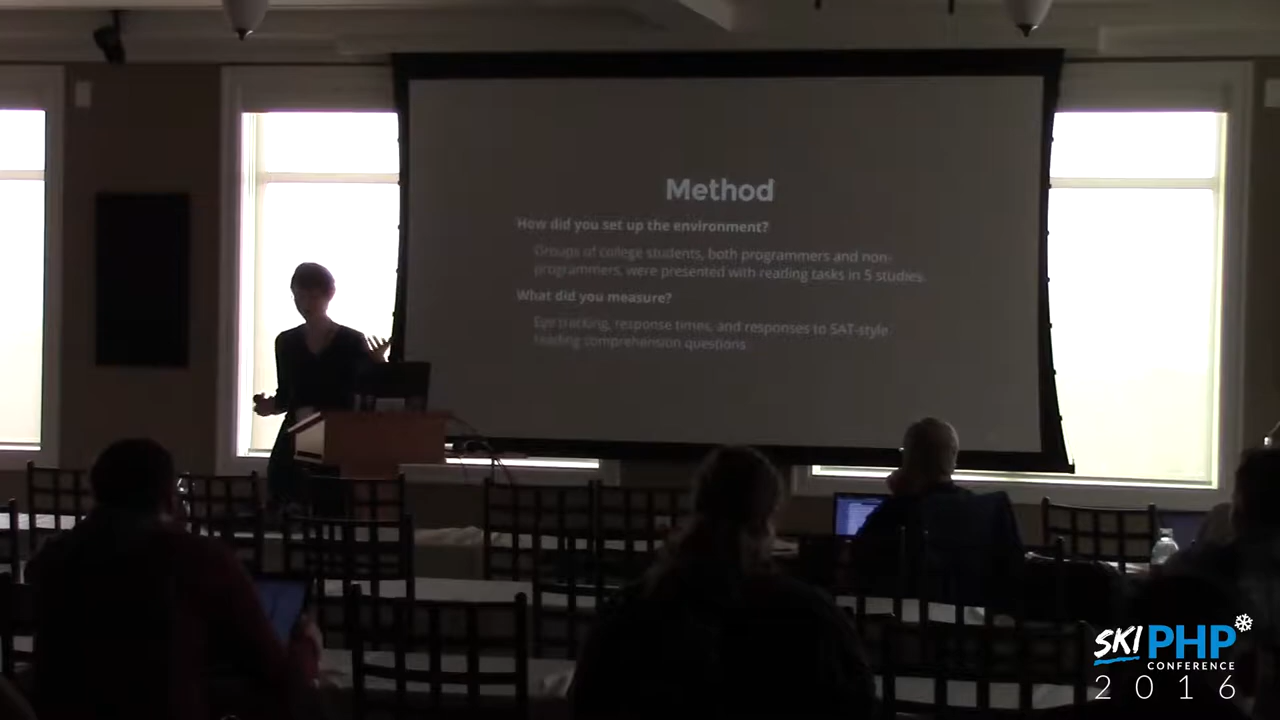 Method
How did you set up the environment?
Groups of college students, both programmers and non-
programmers, were presented with reading tasks in 5 studies.
What did you measure?
Eye tracking, response times, and responses to SAT-style
reading comprehension questions
SKI PHP
CONFERENCE
2016